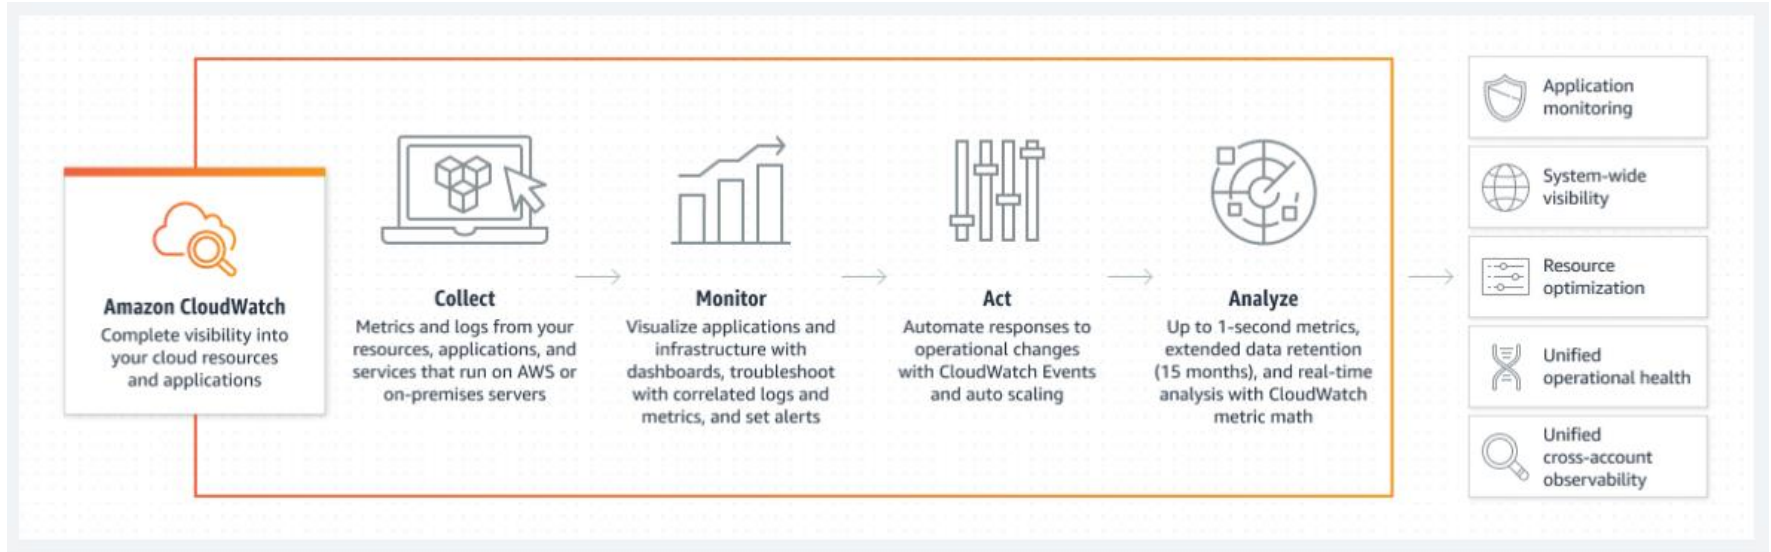 Amazon CloudWatch
Complete visibility into
your cloud resources
and applications
Collect
Metrics and logs from your
resources, applications, and
services that run on AWS or
on-premises servers
Monitor
Visualize applications and
infrastructure with
dashboards, troubleshoot
with correlated logs and
metrics, and set alerts
Act
Automate responses to
operational changes
with CloudWatch Events
and auto scaling
Analyze
Up to 1-second metrics,
extended data retention
(15 months), and real-time
analysis with CloudWatch
metric math
Application
monitoring
System-wide
visibility
Resource
optimization
Unified
operational health
Unified
cross-account
observability